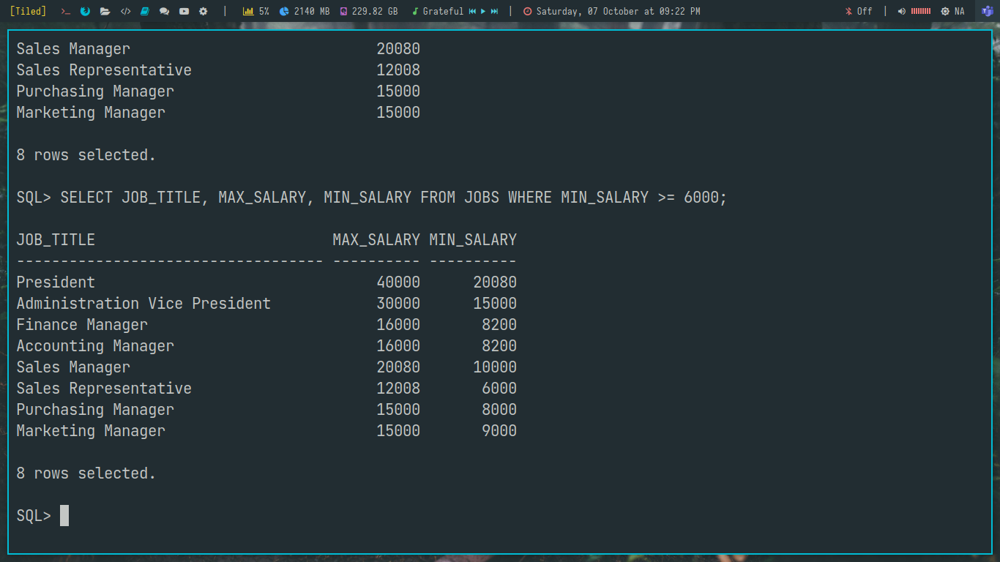 [Tiled] 5% 2140 MB 229.82 GB Grateful | Saturday, 07 October at 09:22 PM Off | NA
Sales Manager 20080
Sales Representative 12008
Purchasing Manager 15000
Marketing Manager 15000
8 rows selected.
SQL> SELECT JOB_TITLE, MAX_SALARY, MIN_SALARY FROM JOBS WHERE MIN_SALARY >= 6000;
JOB_TITLE MAX_SALARY MIN_SALARY
----------------------------------- ---------- ----------
President 40000 20080
Administration Vice President 30000 15000
Finance Manager 16000 8200
Accounting Manager 16000 8200
Sales Manager 20080 10000
Sales Representative 12008 6000
Purchasing Manager 15000 8000
Marketing Manager 15000 9000
8 rows selected.
SQL>